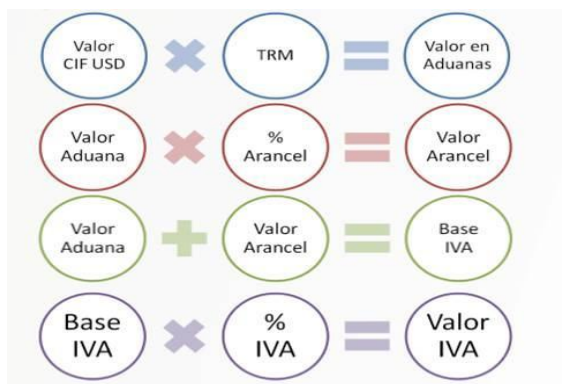 Valor
CIF USD
TRM
Valor en
Aduanas
Valor
Aduana
%
Arancel
Valor
Arancel
Valor
Aduana
Valor
Arancel
Base
IVA
Base
IVA
%
IVA
Valor
IVA